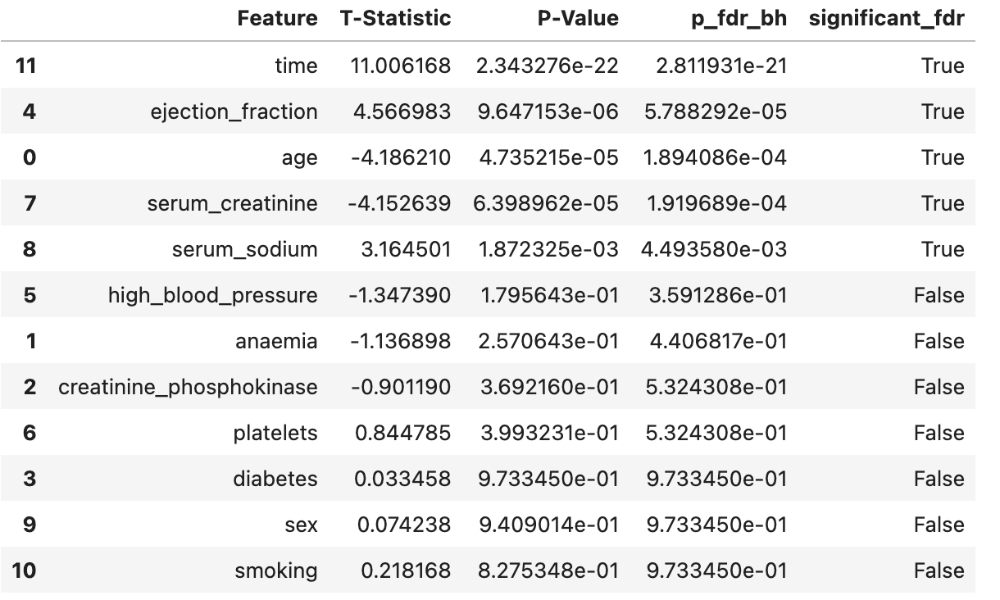 Feature T-Statistic P-Value p_fdr_bh significant_fdr
11 time 11.006168 2.343276e-22 2.811931e-21 True
4 ejection_fraction 4.566983 9.647153e-06 5.788292e-05 True
0 age -4.186210 4.735215e-05 1.894086e-04 True
7 serum_creatinine -4.152639 6.398962e-05 1.919689e-04 True
8 serum_sodium 3.164501 1.872325e-03 4.493580e-03 True
5 high_blood_pressure -1.347390 1.795643e-01 3.591286e-01 False
1 anaemia -1.136898 2.570643e-01 4.406817e-01 False
2 creatinine_phosphokinase -0.901190 3.692160e-01 5.324308e-01 False
6 platelets 0.844785 3.993231e-01 5.324308e-01 False
3 diabetes 0.033458 9.733450e-01 9.733450e-01 False
9 sex 0.074238 9.409014e-01 9.733450e-01 False
10 smoking 0.218168 8.275348e-01 9.733450e-01 False